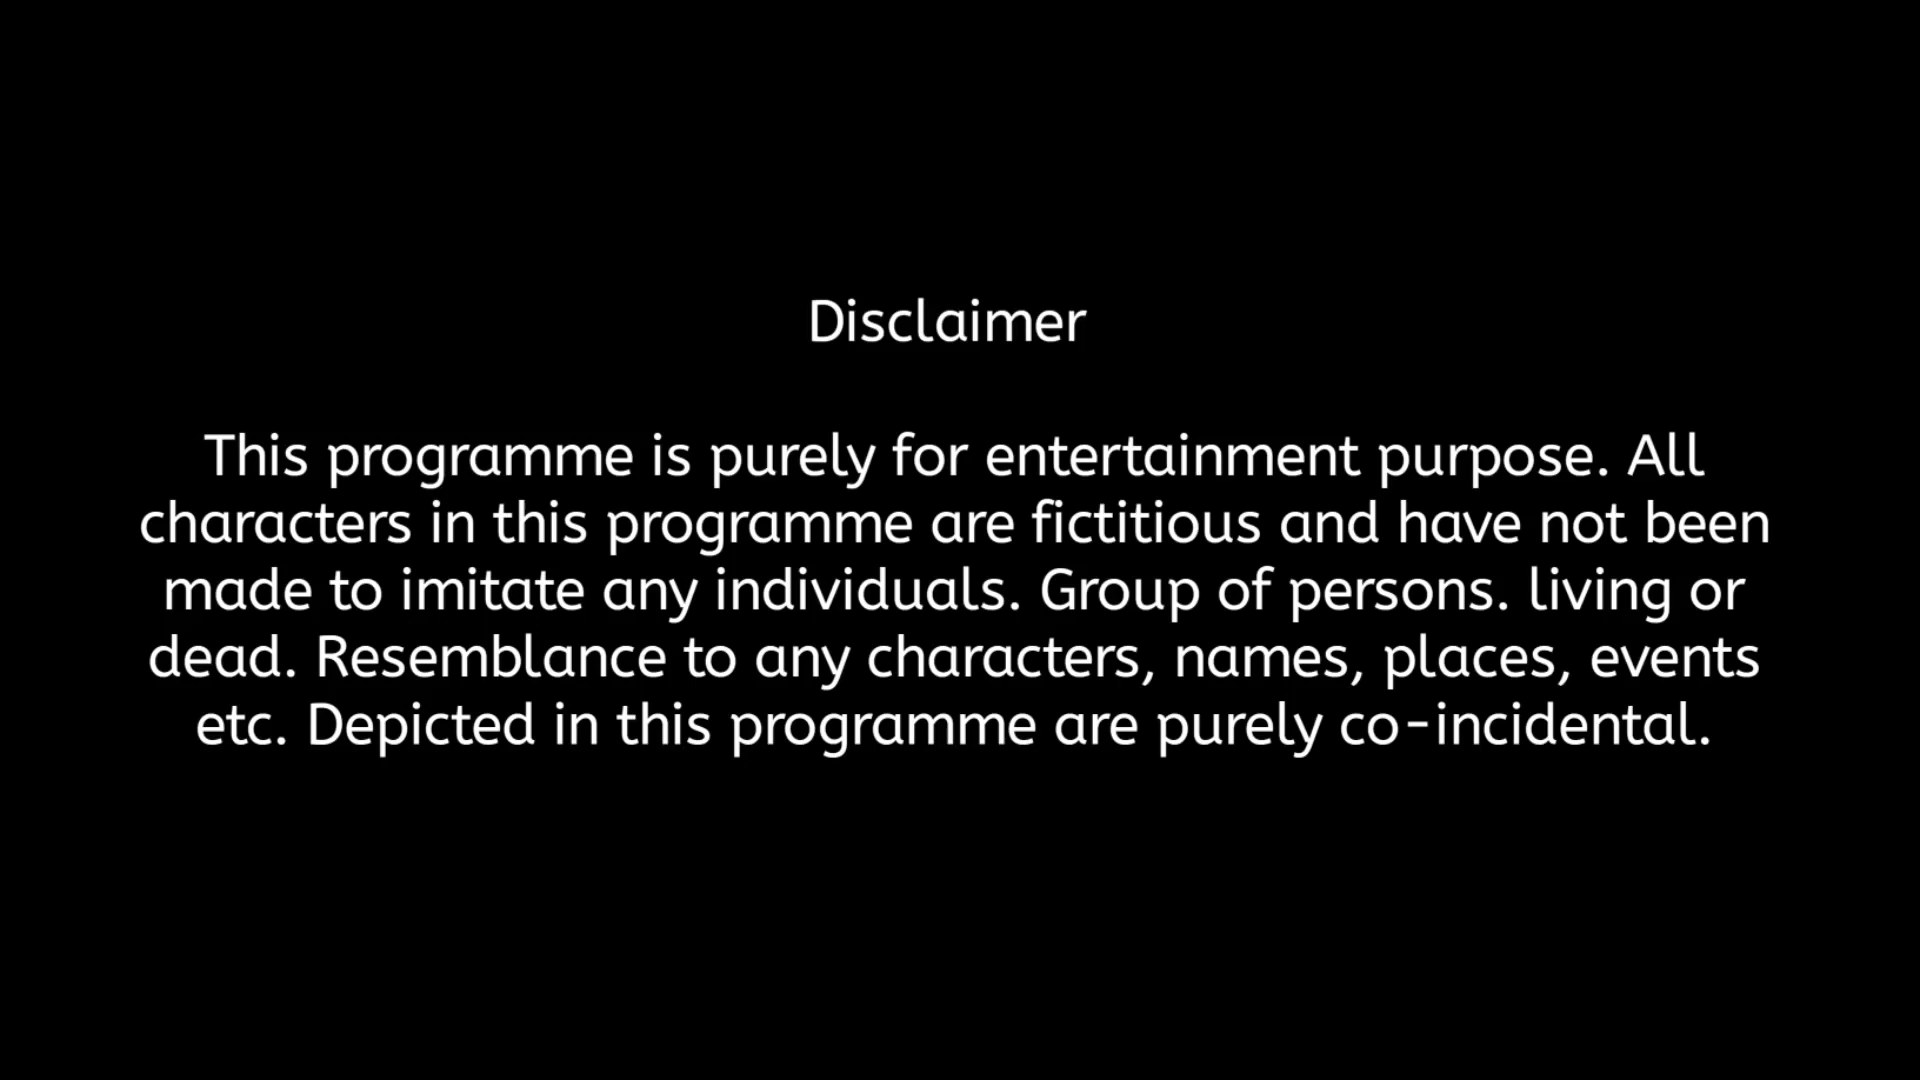 Disclaimer
This programme is purely for entertainment purpose. All
characters in this programme are fictitious and have not been
made to imitate any individuals. Group of persons. living or
dead. Resemblance to any characters, names, places, events
etc. Depicted in this programme are purely co-incidental.